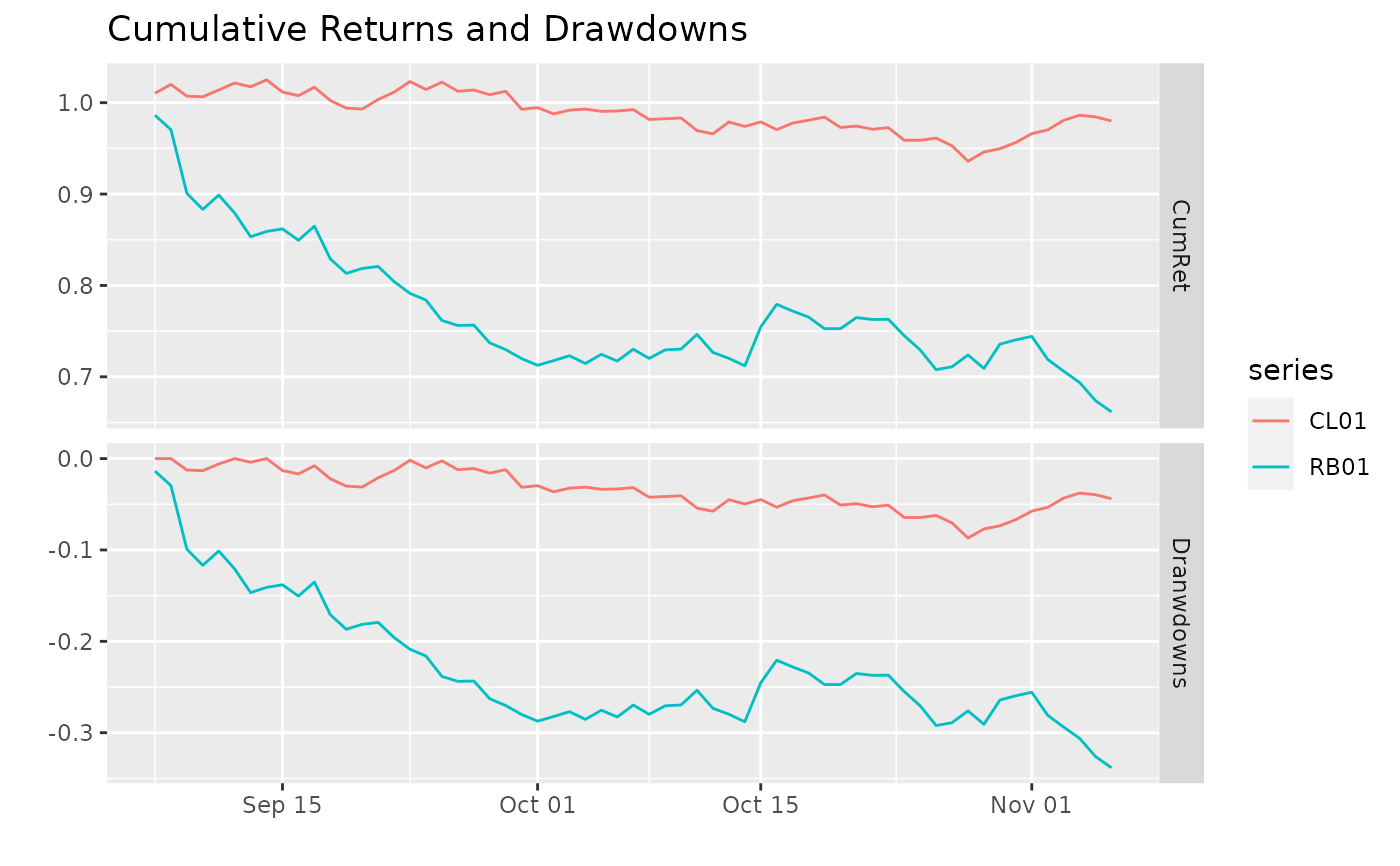 Cumulative Returns and Drawdowns
1.0
0.9
0.8
0.7
CumRet
0.0
-0.1
-0.2
-0.3
Dranwdowns
Sep 15
Oct 01
Oct 15
Nov 01
series
CL01
RB01